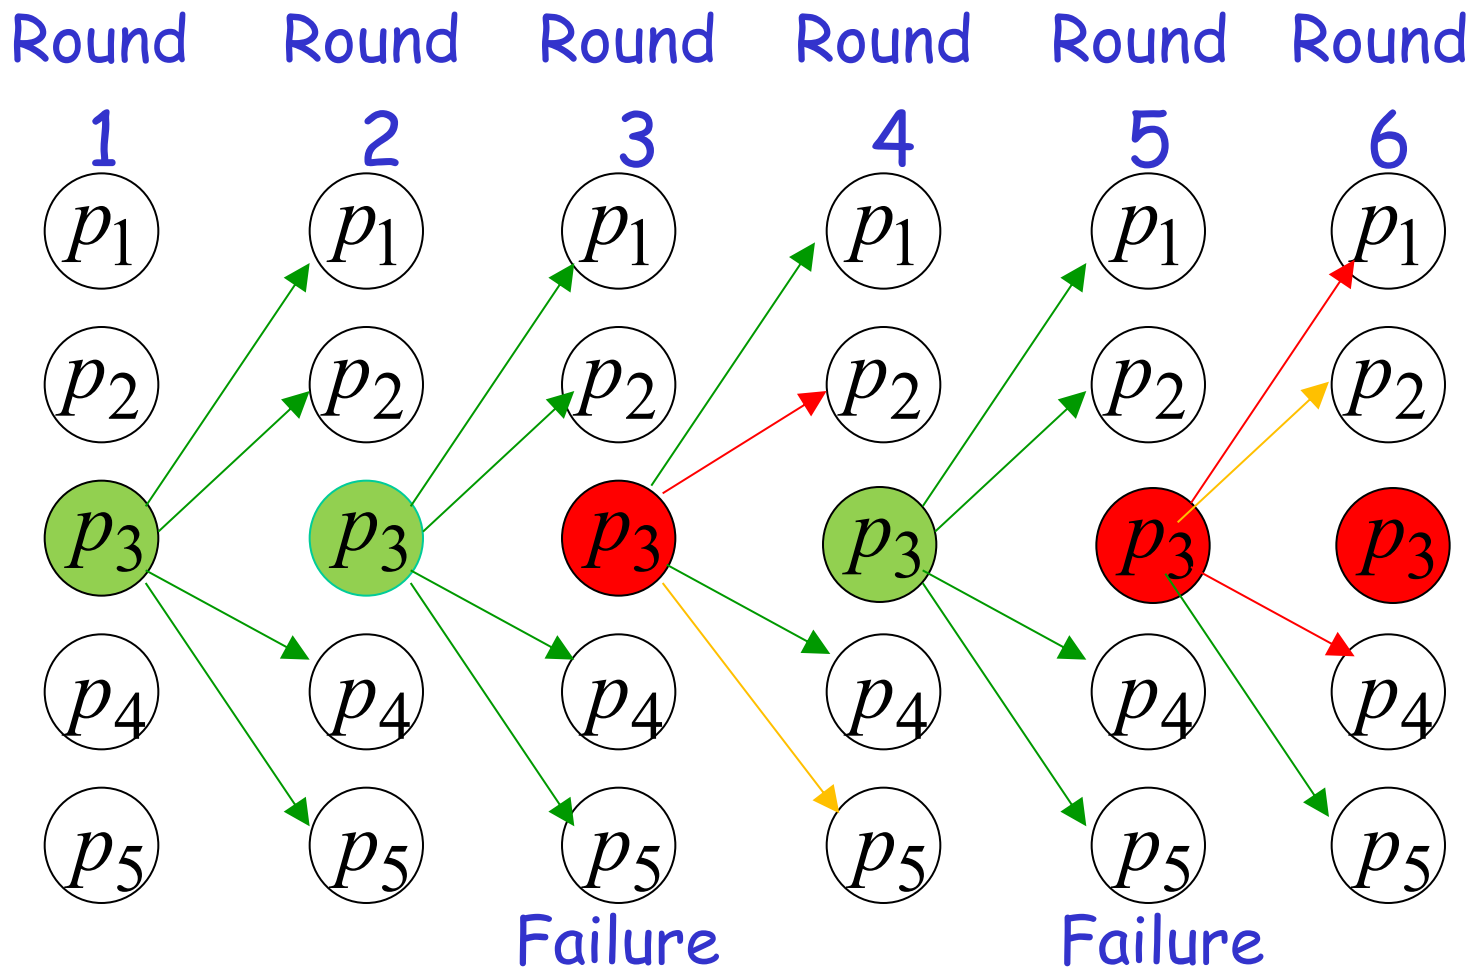 Round Round Round Round Round Round
1 2 3 4 5 6
p1 p1 p1 p1 p1 p1
p2 p2 p2 p2 p2 p2
p3 p3 p3 p3 p3 p3
p4 p4 p4 p4 p4 p4
p5 p5 p5 p5 p5 p5
Failure Failure